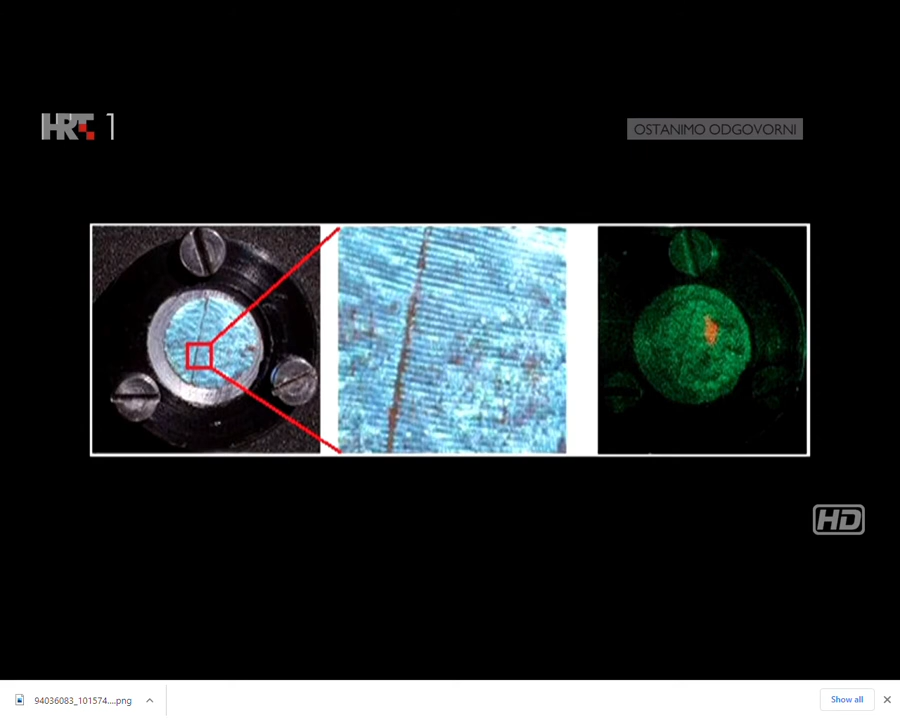 HRT 1
OSTANIMO ODGOVORNI
HD
94036083_101574....png
Show all